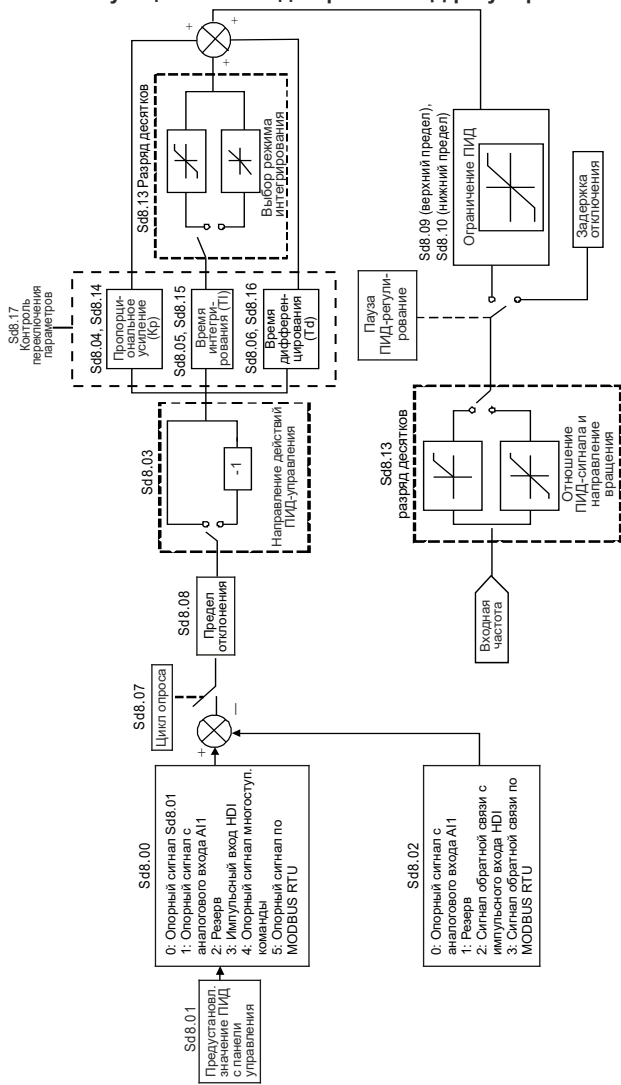 Sd8.01
Предустановл.
значение ПИД
с панели
управления
Sd8.00
0: Опорный сигнал Sd8.01
1: Опорный сигнал с
аналогового входа AI1
2: Резерв
3: Импульсный вход HDI
4: Опорный сигнал многоступ.
команды
5: Опорный сигнал по
MODBUS RTU
Sd8.02
0: Опорный сигнал с
аналогового входа AI1
1: Резерв
2: Сигнал обратной связи с
импульсного входа HDI
3: Сигнал обратной связи по
MODBUS RTU
+
−
Sd8.07
Цикл опроса
Sd8.08
Предел
отклонения
Sd8.03
-1
Направление действий
ПИД-управления
Sd8.17
Контроль
переключения
параметров
Sd8.04, Sd8.14
Пропорци-
ональное
усиление
(Kp)
Sd8.05, Sd8.15
Время
интегри-
рования (TI)
Sd8.06, Sd8.16
Время
дифферен-
цирования
(Td)
Sd8.13 Разряд десятков
Выбор режима
интегрирования
+
+
+
Входная
частота
Sd8.13
разряд десятков
Отношение
ПИД-сигнала и
направление
вращения
Пауза
ПИД-регули-
рование
Sd8.09 (верхний предел),
Sd8.10 (нижний предел)
Ограничение ПИД
Задержка
отключения